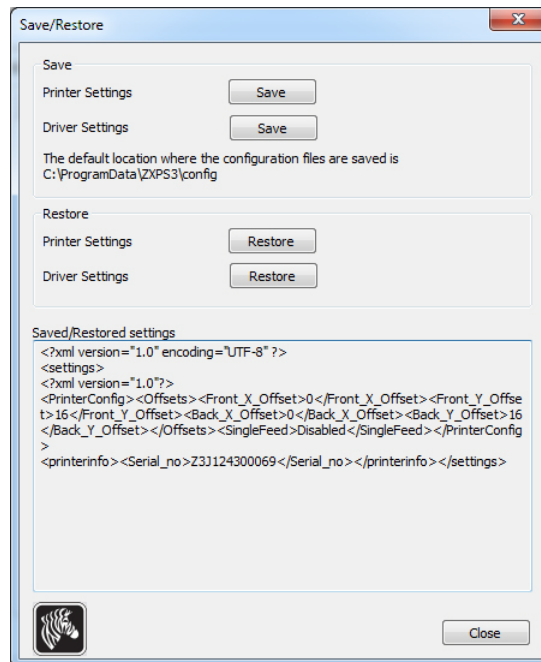 Save/Restore
Save
Printer Settings
Save
Driver Settings
Save
The default location where the configuration files are saved is
C:\ProgramData\ZXPS3\config
Restore
Printer Settings
Restore
Driver Settings
Restore
Saved/Restored settings
<?xml version="1.0" encoding="UTF-8" ?>
<settings>
<?xml version="1.0"?>
<PrinterConfig><Offsets><Front_X_Offset>0</Front_X_Offset><Front_Y_Offse
t>16</Front_Y_Offset><Back_X_Offset>0</Back_X_Offset><Back_Y_Offset>16
</Back_Y_Offset></Offsets><SingleFeed>Disabled</SingleFeed></PrinterConfig
>
<printerinfo><Serial_no>Z3J124300069</Serial_no></printerinfo></settings>
Close